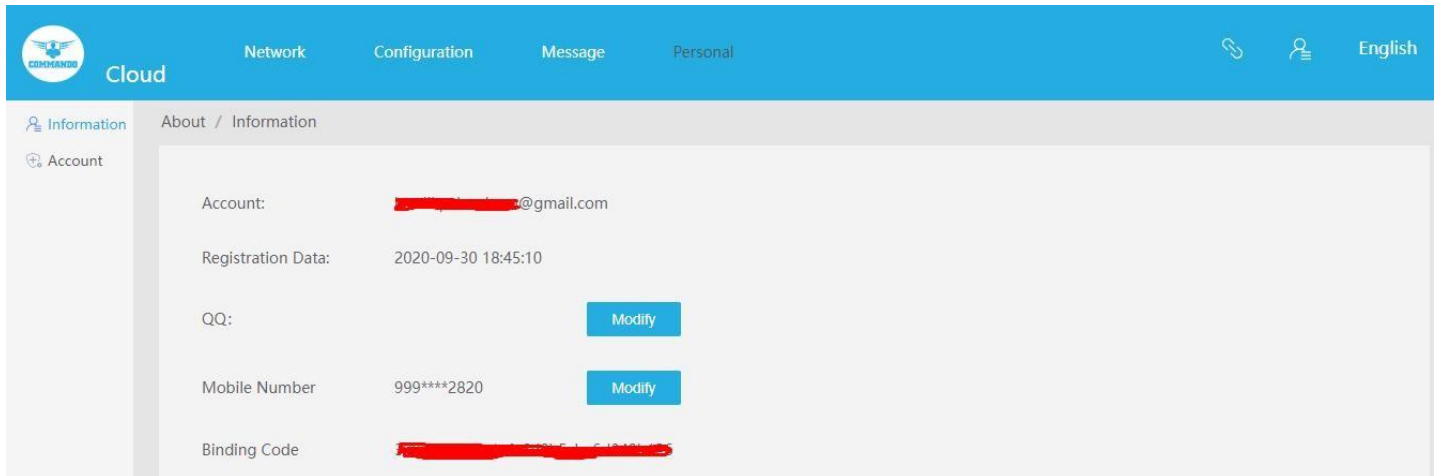 COMMANDO
Cloud
Network
Configuration
Message
Personal
English
Information
Account
About / Information
Account: @gmail.com
Registration Data: 2020-09-30 18:45:10
QQ: Modify
Mobile Number 999****2820 Modify
Binding Code